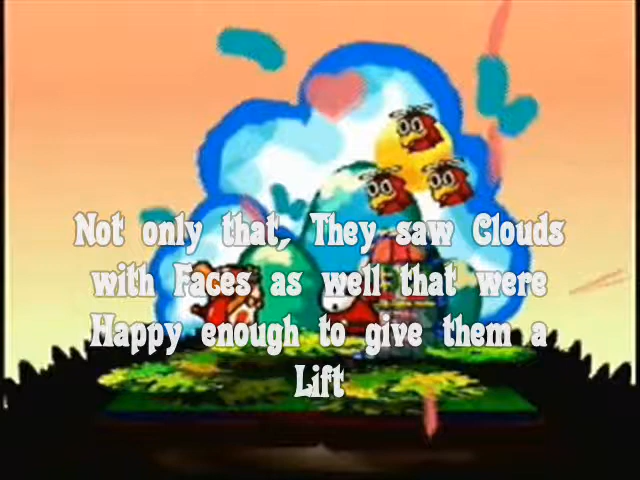 Not only that, They saw Clouds
with Faces as well that were
Happy enough to give them a
Lift